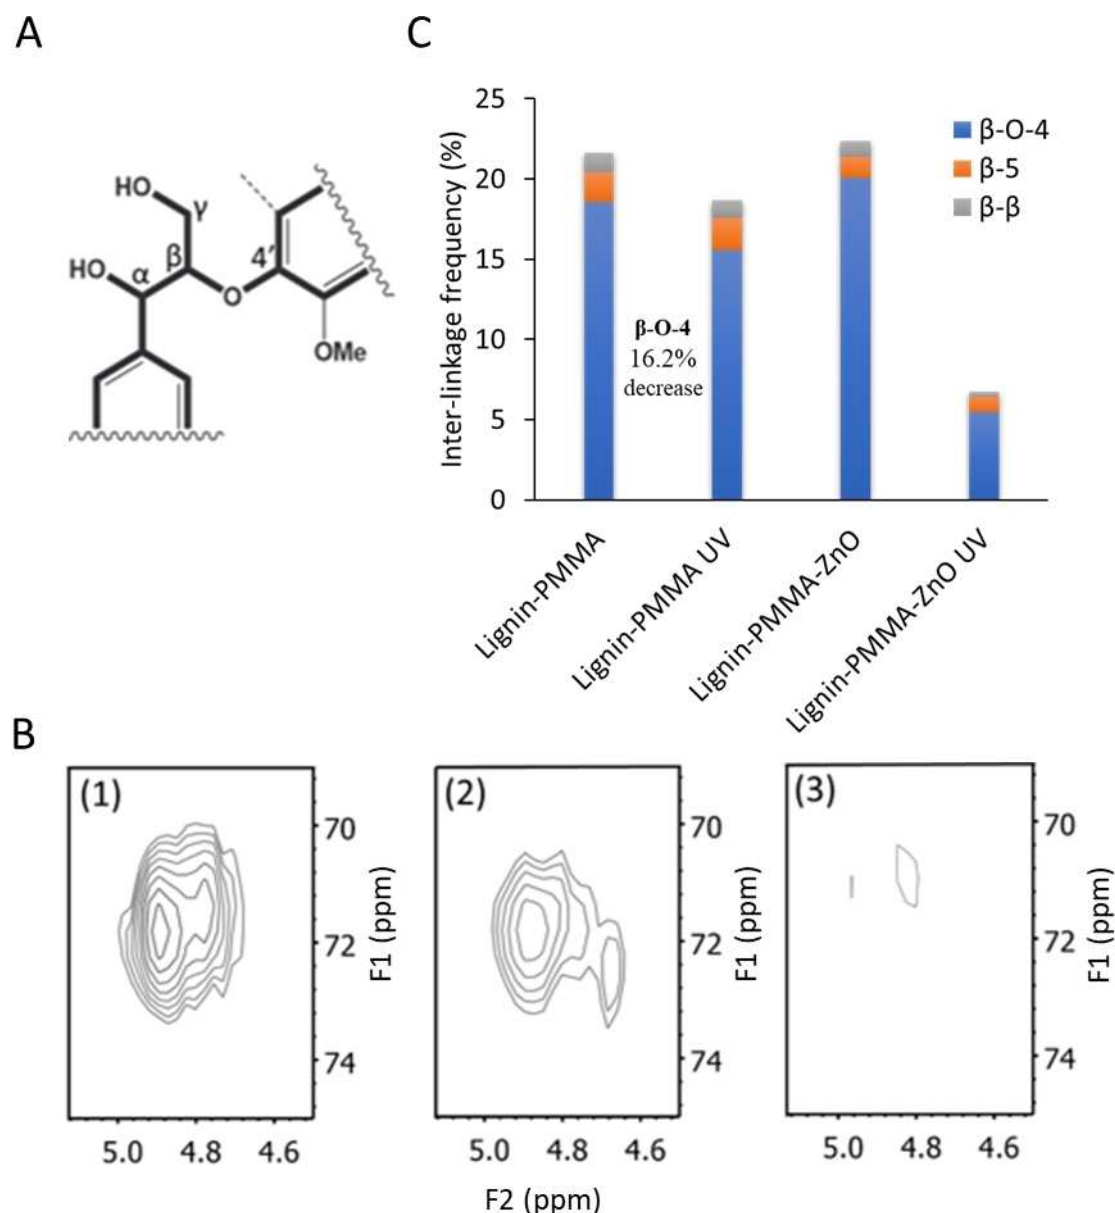 A
HO
γ
HO
α
β
O
4′
OMe
C
Inter-linkage frequency (%)
25
20
15
10
5
0
β-O-4
β-5
β-β
β-O-4
16.2%
decrease
Lignin-PMMA
Lignin-PMMA UV
Lignin-PMMA-ZnO
Lignin-PMMA-ZnO UV
B
(1)
70
72
74
F1 (ppm)
5.0 4.8 4.6
(2)
70
72
74
F1 (ppm)
5.0 4.8 4.6
(3)
70
72
74
F1 (ppm)
5.0 4.8 4.6
F2 (ppm)